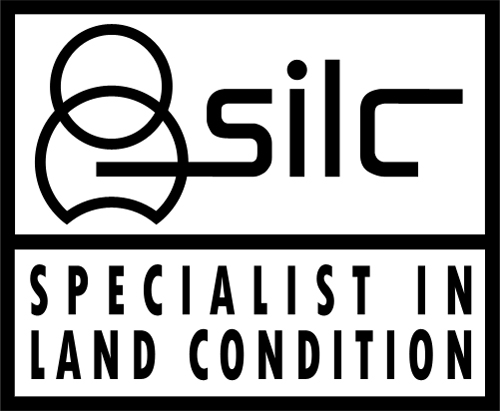 silc
SPECIALIST IN
LAND CONDITION